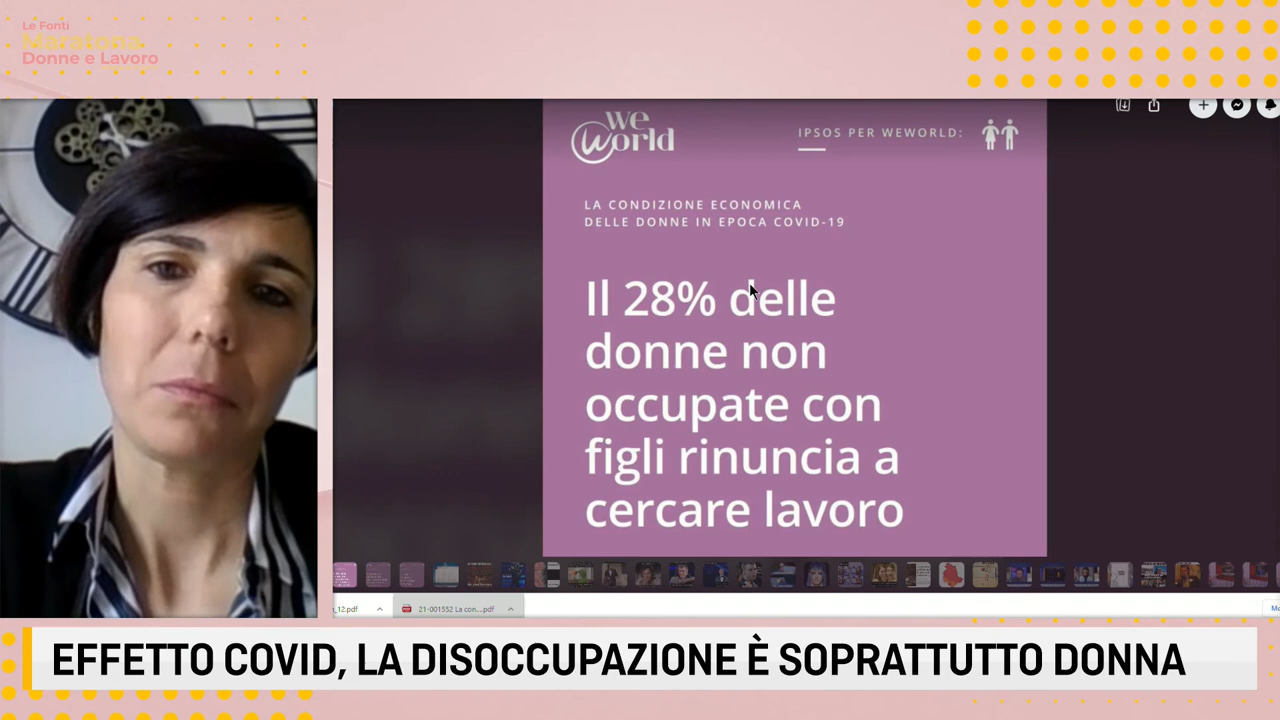 Le Fonti
Maratona
Donne e Lavoro
we
World
IPSOS PER WEWORLD:
LA CONDIZIONE ECONOMICA
DELLE DONNE IN EPOCA COVID-19
Il 28% delle
donne non
occupate con
figli rinuncia a
cercare lavoro
_12.pdf
21-001552 La con....pdf
EFFETTO COVID, LA DISOCCUPAZIONE È SOPRATTUTTO DONNA